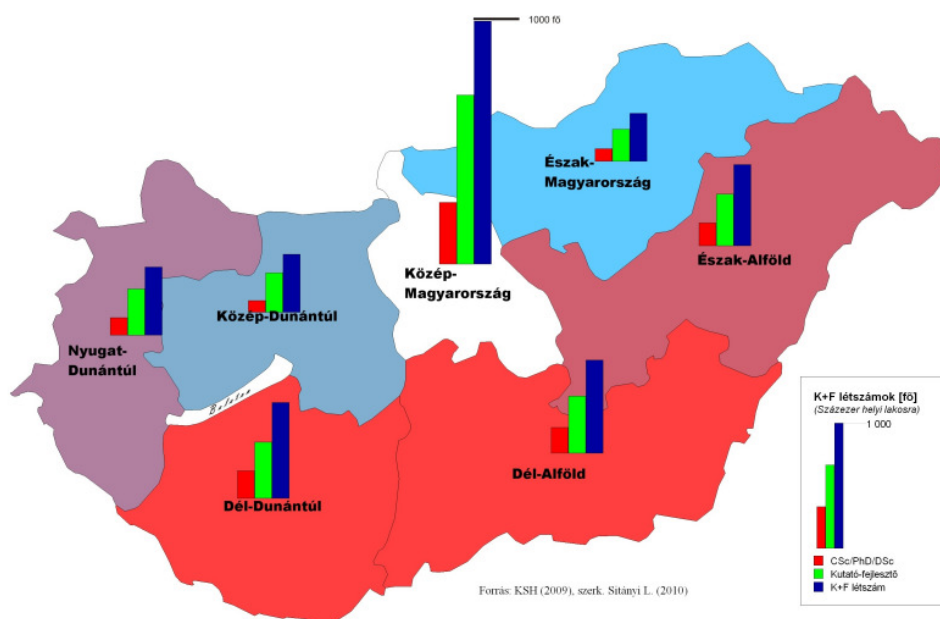 1000 fő
Észak-
Magyarország
Észak-Alföld
Közép-
Magyarország
Közép-Dunántúl
Nyugat-
Dunántúl
Balaton
Dél-Alföld
Dél-Dunántúl
K+F létszámok [fő]
(Százezer helyi lakosra)
1 000
CSc/PhD/DSc
Kutató-fejlesztő
K+F létszám
Forrás: KSH (2009), szerk. Sitányi L. (2010)